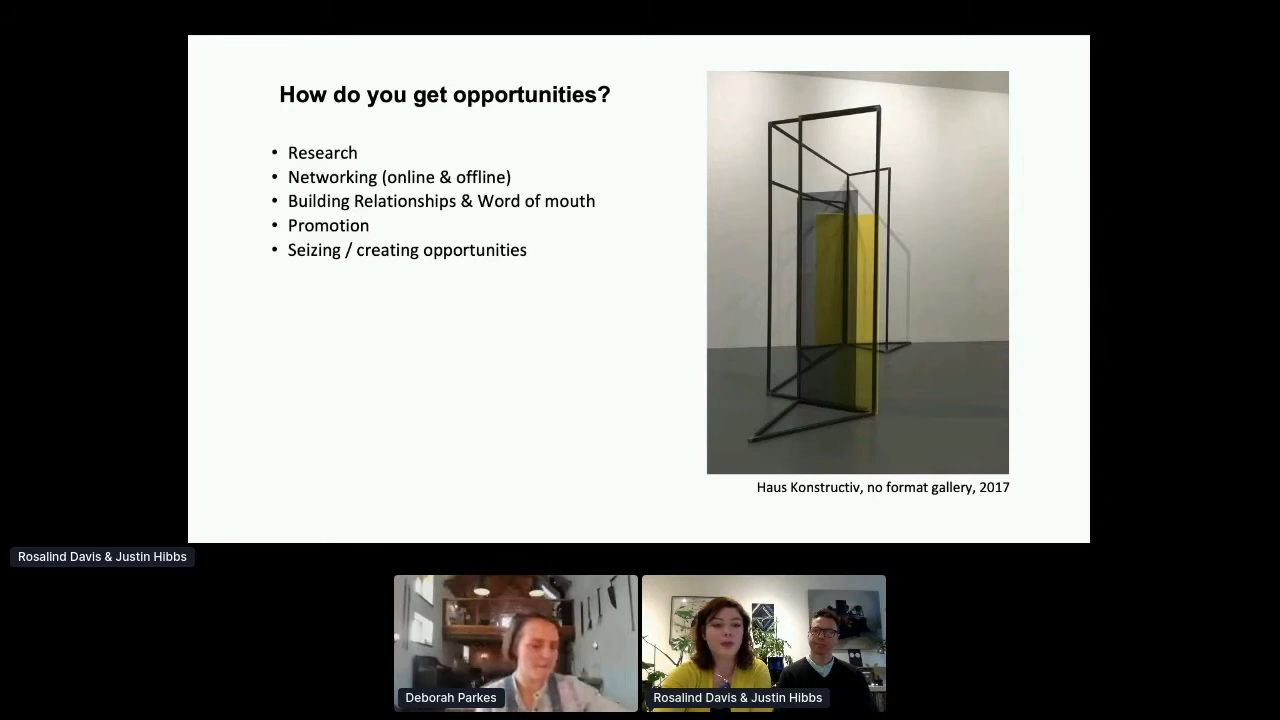 How do you get opportunities?
• Research
• Networking (online & offline)
• Building Relationships & Word of mouth
• Promotion
• Seizing / creating opportunities
Haus Konstructiv, no format gallery, 2017
Rosalind Davis & Justin Hibbs
Deborah Parkes
Rosalind Davis & Justin Hibbs